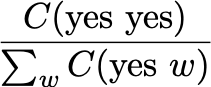 C(yes yes)
∑_w C(yes w)